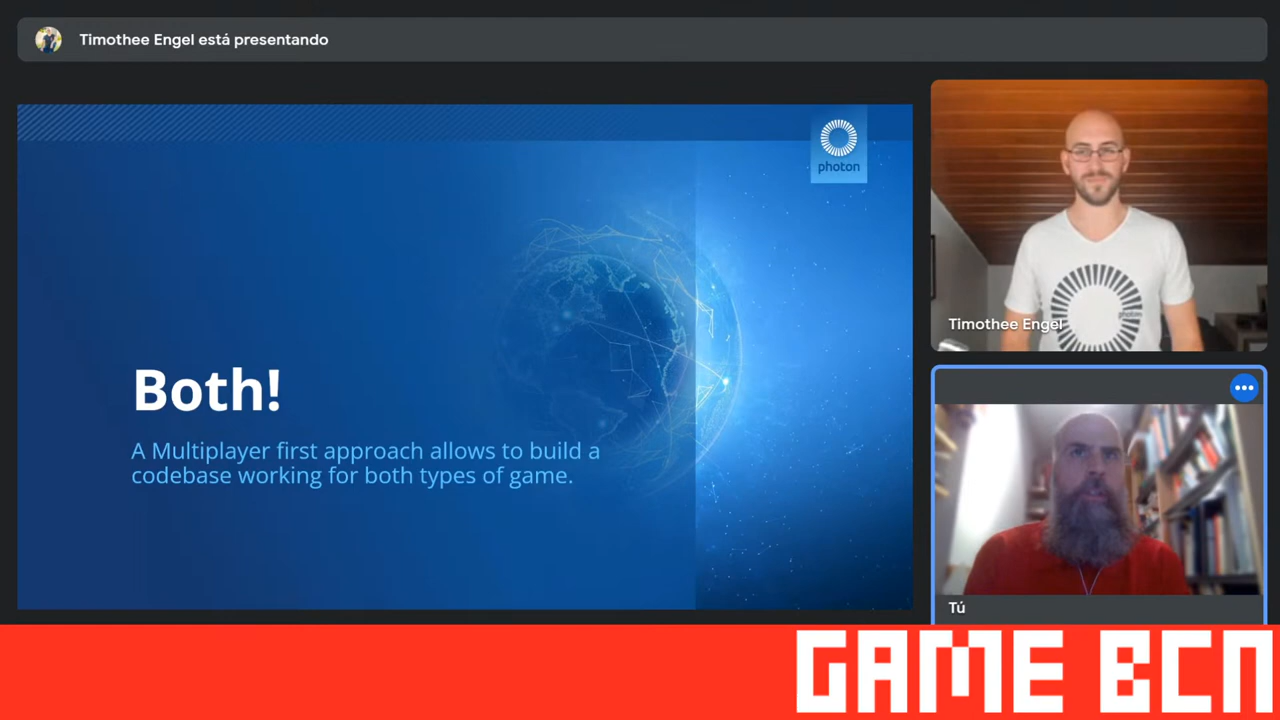 Timothee Engel está presentando
photon
Both!
A Multiplayer first approach allows to build a
codebase working for both types of game.
photon
Timothee Engel
Tú
GAME BCN